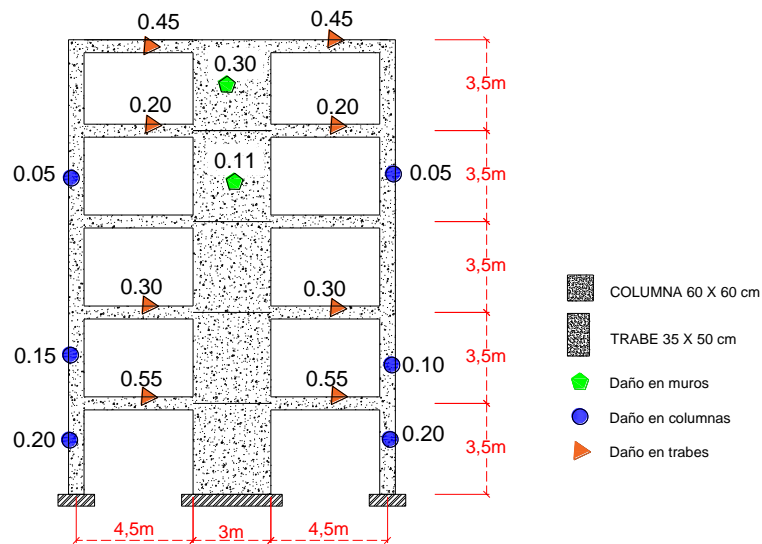 0.45
0.45
0.30
0.20
0.20
3,5m
0.11
0.05
0.05
3,5m
3,5m
0.30
0.30
COLUMNA 60 X 60 cm
TRABE 35 X 50 cm
0.15
0.10
3,5m
Daño en muros
0.55
0.55
Daño en columnas
0.20
0.20
3,5m
Daño en trabes
4,5m
3m
4,5m